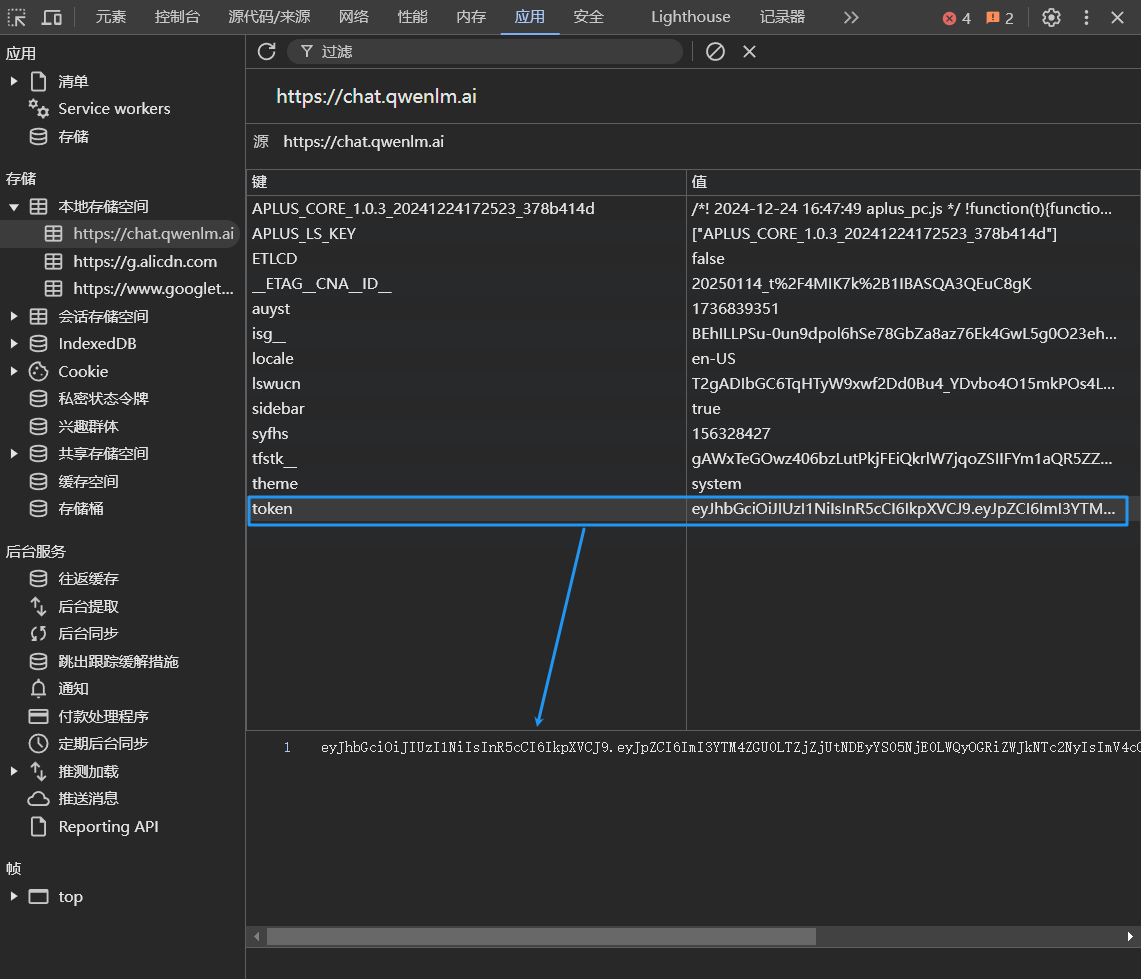 元素 控制台 源代码/来源 网络 性能 内存 应用 安全 Lighthouse 记录器 4 2
应用
清单
Service workers
存储
存储
本地存储空间
https://chat.qwenlm.ai
https://g.alicdn.com
https://www.googlet...
会话存储空间
IndexedDB
Cookie
私密状态令牌
兴趣群体
共享存储空间
缓存空间
存储桶
后台服务
往返缓存
后台提取
后台同步
跳出跟踪缓解措施
通知
付款处理程序
定期后台同步
推测加载
推送消息
Reporting API
帧
top
过滤
https://chat.qwenlm.ai
源 https://chat.qwenlm.ai
键 值
APLUS_CORE_1.0.3_20241224172523_378b414d /*! 2024-12-24 16:47:49 aplus_pc.js */ !function(t){functio...
APLUS_LS_KEY ["APLUS_CORE_1.0.3_20241224172523_378b414d"]
ETLCD false
__ETAG__CNA__ID__ 20250114_t%2F4MIK7k%2B1IBASQA3QEuC8gK
auyst 1736839351
isg__ BEhILLPSu-0un9dpol6hSe78GbZa8az76Ek4GwL5g0O23eh...
locale en-US
lswucn T2gADIbGC6TqHTyW9xwf2Dd0Bu4_YDvbo4O15mkPOs4L...
sidebar true
syfhs 156328427
tfstk__ gAWxTeGOwz406bzLutPkjFEiQkrlW7jqoZSIIFYm1aQR5ZZ...
theme system
token eyJhbGciOiJIUzI1NiIsInR5cCI6IkpXVCJ9.eyJpZCI6ImI3YTM...
1 eyJhbGciOiJIUzI1NiIsInR5cCI6IkpXVCJ9.eyJpZCI6ImI3YTM4ZGU0LTZjZjUtNDEyYS05NjE0LWQyOGRiZWJkNTc2NyIsImV4cC